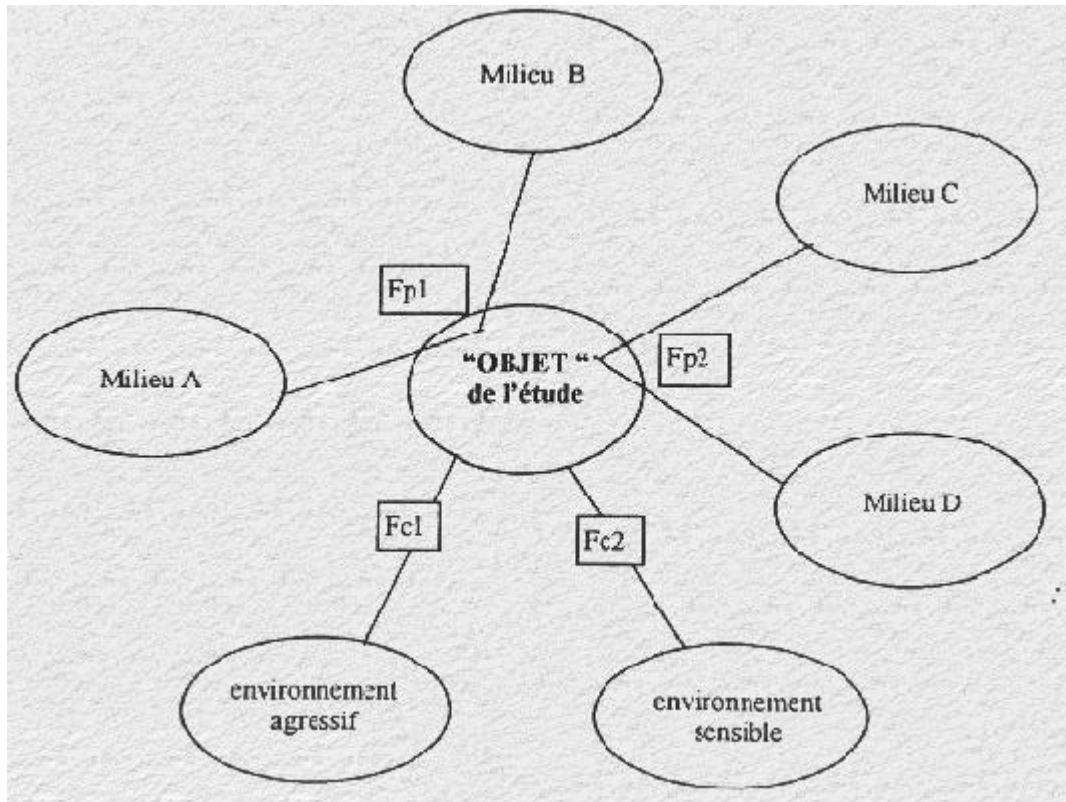 Milieu B
Milieu C
Fp1
Milieu A
“OBJET “
de l'étude
Fp2
Milieu D
Fc1
Fc2
environnement
agressif
environnement
sensible